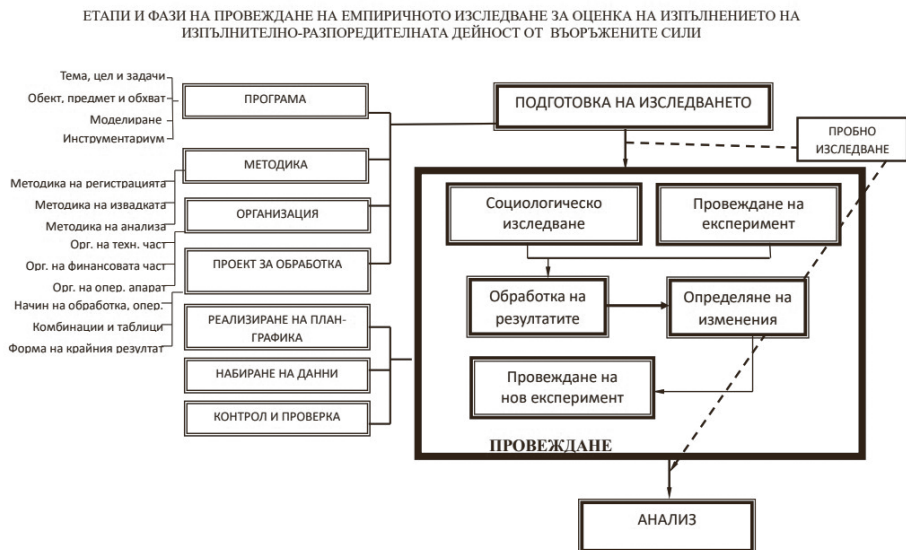 ЕТАПИ И ФАЗИ НА ПРОВЕЖДАНЕ НА ЕМПИРИЧНОТО ИЗСЛЕДВАНЕ ЗА ОЦЕНКА НА ИЗПЪЛНЕНИЕТО НА
ИЗПЪЛНИТЕЛНО-РАЗПОРЕДИТЕЛНАТА ДЕЙНОСТ ОТ ВЪОРЪЖЕНИТЕ СИЛИ
Тема, цел и задачи
Обект, предмет и обхват
Моделиране
Инструментариум
Методика на регистрацията
Методика на извадката
Методика на анализа
Орг. на техн. част
Орг. на финансовата част
Орг. на опер. апарат
Начин на обработка, опер.
Комбинации и таблици
Форма на крайния резултат
ПРОГРАМА
МЕТОДИКА
ОРГАНИЗАЦИЯ
ПРОЕКТ ЗА ОБРАБОТКА
РЕАЛИЗИРАНЕ НА ПЛАН-
ГРАФИКА
НАБИРАНЕ НА ДАННИ
КОНТРОЛ И ПРОВЕРКА
ПОДГОТОВКА НА ИЗСЛЕДВАНЕТО
ПРОБНО
ИЗСЛЕДВАНЕ
Социологическо
изследване
Провеждане на
експеримент
Обработка на
резултатите
Определяне на
изменения
Провеждане на
нов експеримент
ПРОВЕЖДАНЕ
АНАЛИЗ